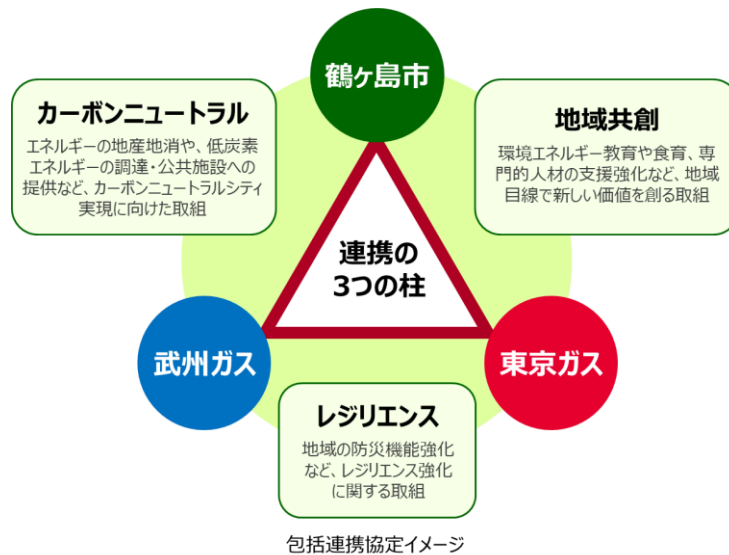 鶴ヶ島市
カーボンニュートラル
エネルギーの地産地消や、低炭素
エネルギーの調達・公共施設への
提供など、カーボンニュートラルシティ
実現に向けた取組
地域共創
環境エネルギー教育や食育、専
門的人材の支援強化など、地域
目線で新しい価値を創る取組
連携の
3つの柱
武州ガス
東京ガス
レジリエンス
地域の防災機能強化
など、レジリエンス強化
に関する取組
包括連携協定イメージ